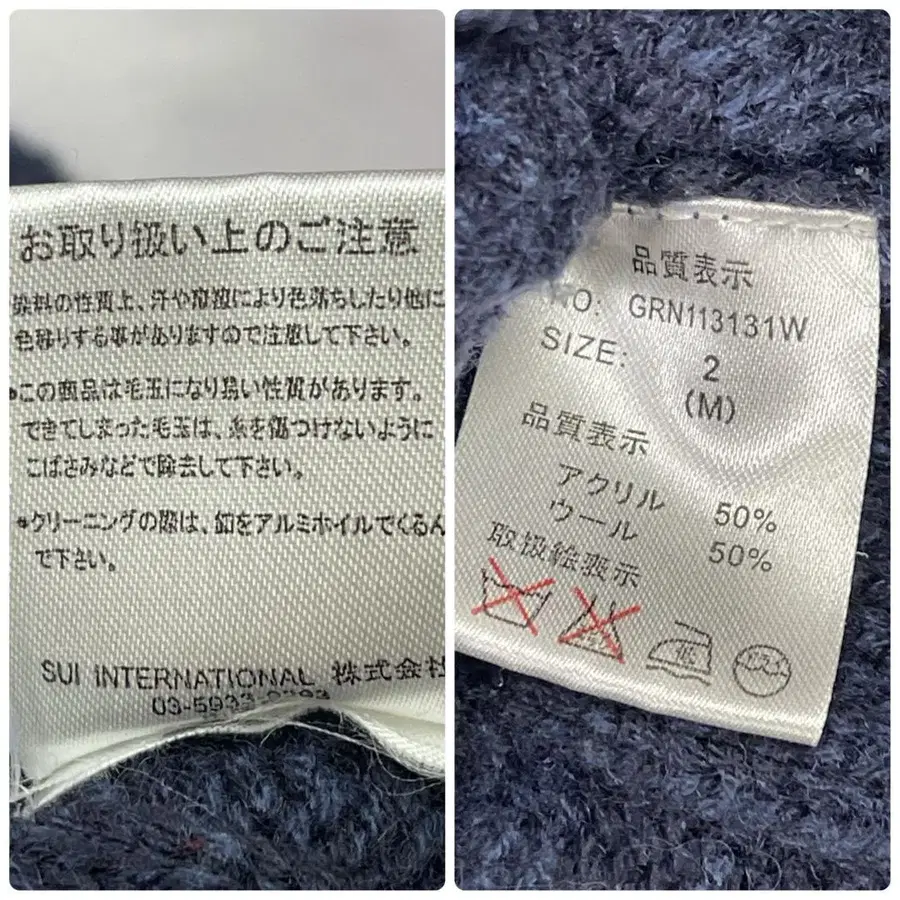 お取り扱い上のご注意
染料の性質上、汗や摩擦により色落ちしたり他に
色移りする事がありますので注意して下さい。
•この商品は毛玉になり易い性質があります。
できてしまった毛玉は、糸を傷つけないように
こばさみなどで除去して下さい。
*クリーニングの際は、釦をアルミホイルでくるん
で下さい。
SUI INTERNATIONAL 株式会社
品質表示
NO: GRN113131W
SIZE: 2
(M)
品質表示
アクリル 50%
ウール 50%
取扱絵表示
低